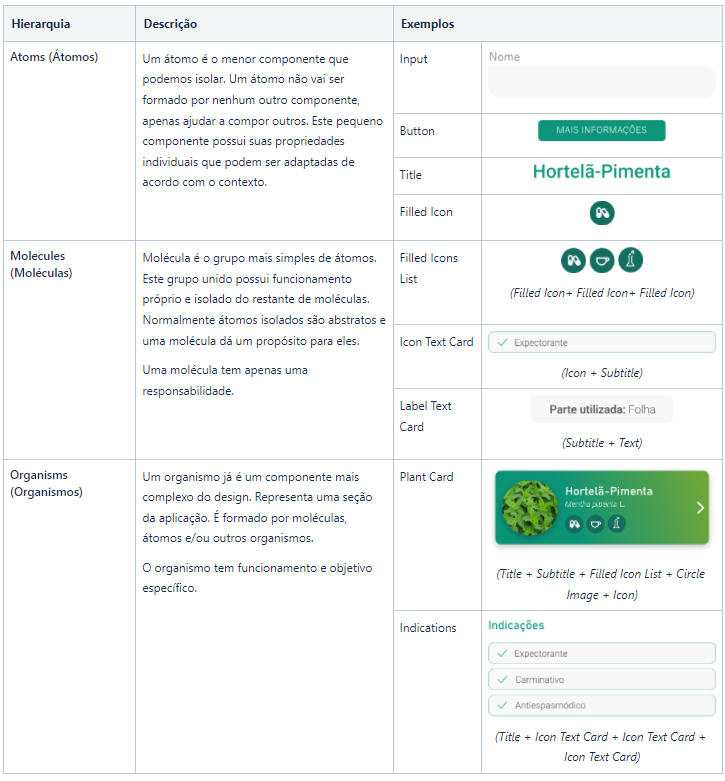 Hierarquia
Descrição
Exemplos
Atoms (Átomos)
Um átomo é o menor componente que
podemos isolar. Um átomo não vai ser
formado por nenhum outro componente,
apenas ajudar a compor outros. Este pequeno
componente possui suas propriedades
individuais que podem ser adaptadas de
acordo com o contexto.
Input
Nome
Button
MAIS INFORMAÇÕES
Title
Hortelã-Pimenta
Filled Icon
Molecules
(Moléculas)
Molécula é o grupo mais simples de átomos.
Este grupo unido possui funcionamento
próprio e isolado do restante de moléculas.
Normalmente átomos isolados são abstratos e
uma molécula dá um propósito para eles.
Uma molécula tem apenas uma
responsabilidade.
Filled Icons
List
(Filled Icon+ Filled Icon+ Filled Icon)
Icon Text Card
Expectorante
(Icon + Subtitle)
Label Text
Card
Parte utilizada: Folha
(Subtitle + Text)
Organisms
(Organismos)
Um organismo já é um componente mais
complexo do design. Representa uma seção
da aplicação. É formado por moléculas,
átomos e/ou outros organismos.
O organismo tem funcionamento e objetivo
específico.
Plant Card
Hortelã-Pimenta
Mentha piperita L.
(Title + Subtitle + Filled Icon List + Circle
Image + Icon)
Indications
Indicações
Expectorante
Carminativo
Antiespasmódico
(Title + Icon Text Card + Icon Text Card +
Icon Text Card)